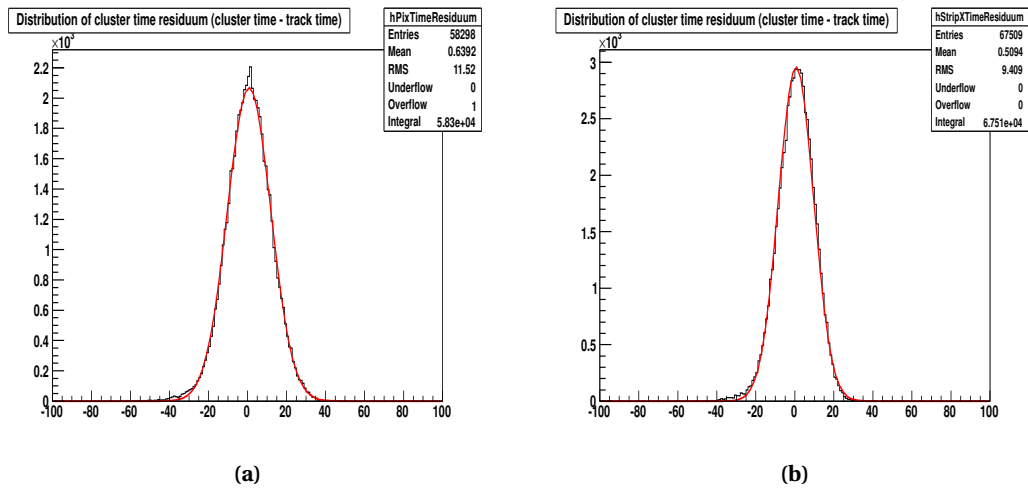 Distribution of cluster time residuum (cluster time - track time)
hPixTimeResiduum
Entries 58298
Mean 0.6392
RMS 11.52
Underflow 0
Overflow 1
Integral 5.83e+04
×10³
2.2
2
1.8
1.6
1.4
1.2
1
0.8
0.6
0.4
0.2
0
-100 -80 -60 -40 -20 0 20 40 60 80 100
(a)
Distribution of cluster time residuum (cluster time - track time)
hStripXTimeResiduum
Entries 67509
Mean 0.5094
RMS 9.409
Underflow 0
Overflow 0
Integral 6.751e+04
×10³
3
2.5
2
1.5
1
0.5
0
-100 -80 -60 -40 -20 0 20 40 60 80 100
(b)